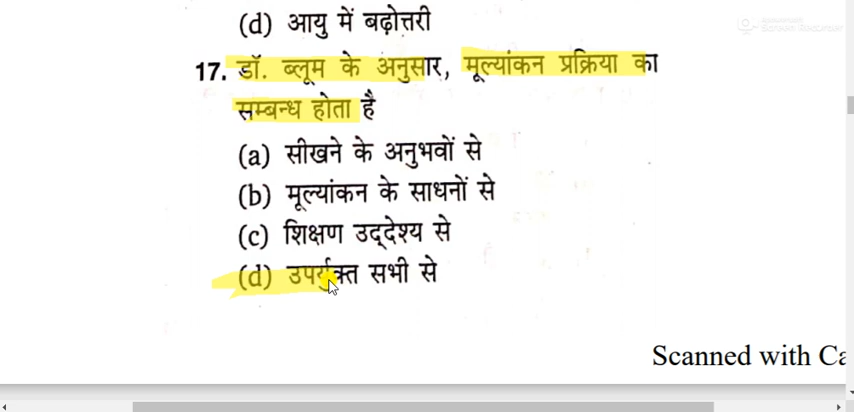 (d) आयु में बढ़ोत्तरी
17. डॉ. ब्लूम के अनुसार, मूल्यांकन प्रक्रिया का
सम्बन्ध होता है
(a) सीखने के अनुभवों से
(b) मूल्यांकन के साधनों से
(c) शिक्षण उद्देश्य से
(d) उपर्युक्त सभी से
Scanned with Ca